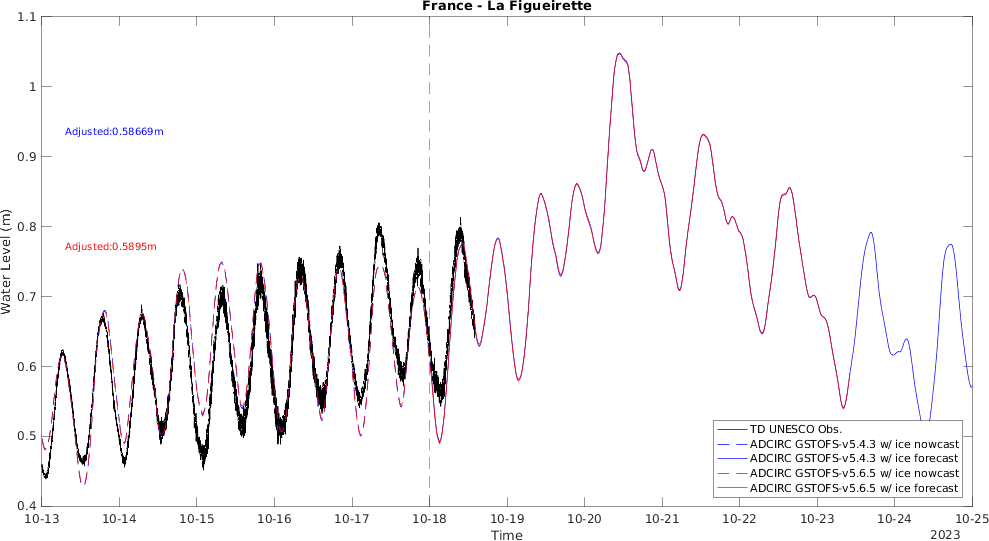 France - La Figueirette
1.1
1
0.9
0.8
0.7
0.6
0.5
0.4
Water Level (m)
Adjusted:0.58669m
Adjusted:0.5895m
TD UNESCO Obs.
ADCIRC GSTOFS-v5.4.3 w/ ice nowcast
ADCIRC GSTOFS-v5.4.3 w/ ice forecast
ADCIRC GSTOFS-v5.6.5 w/ ice nowcast
ADCIRC GSTOFS-v5.6.5 w/ ice forecast
10-13 10-14 10-15 10-16 10-17 10-18 10-19 10-20 10-21 10-22 10-23 10-24 10-25
Time
2023